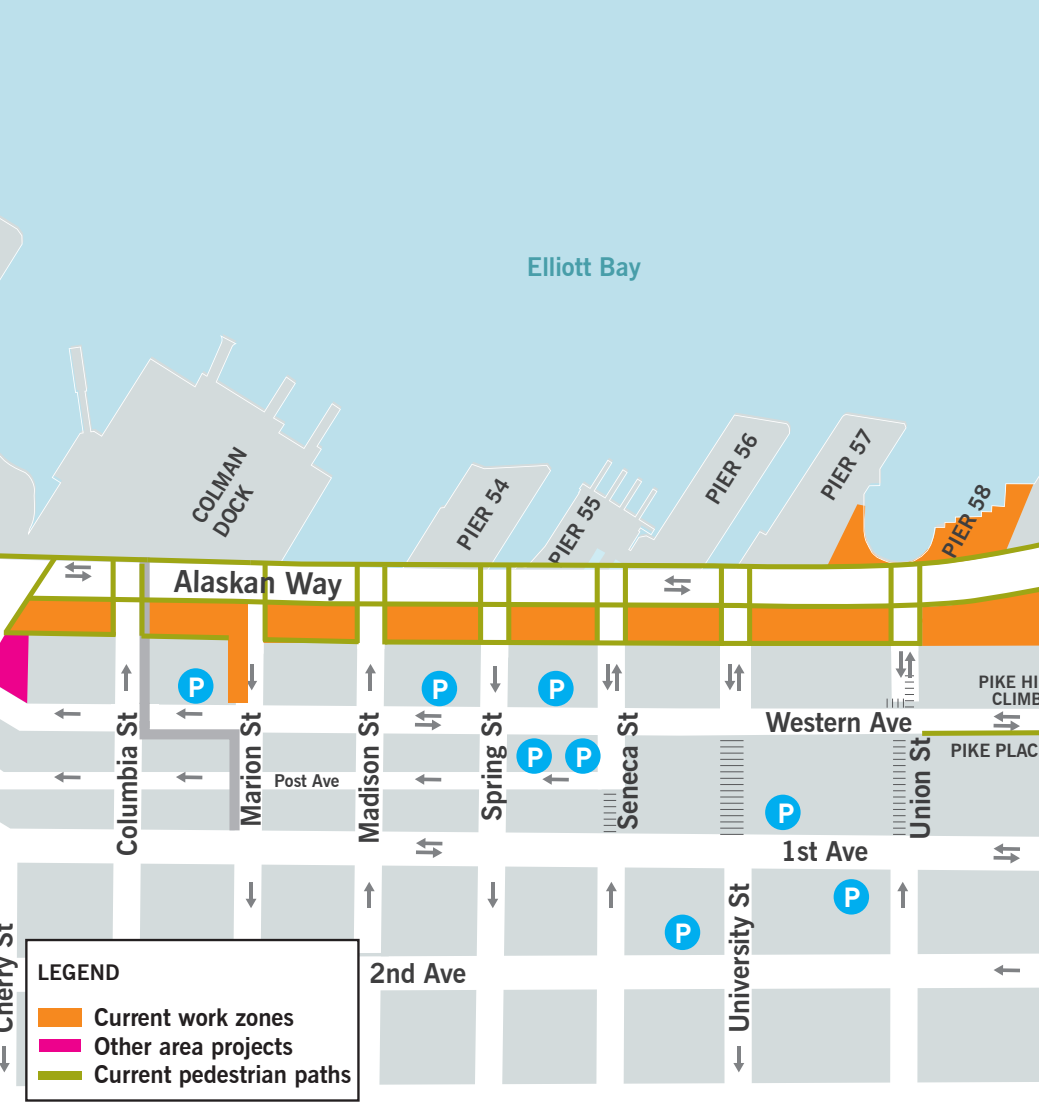 Elliott Bay
COLMAN
DOCK
PIER 54
PIER 55
PIER 56
PIER 57
PIER 58
Alaskan Way
P
P
P
PIKE HI
CLIMB
Western Ave
PIKE PLAC
P
P
Columbia St
Marion St
Post Ave
Madison St
Spring St
Seneca St
Union St
P
1st Ave
P
P
University St
Cherry St
2nd Ave
LEGEND
Current work zones
Other area projects
Current pedestrian paths